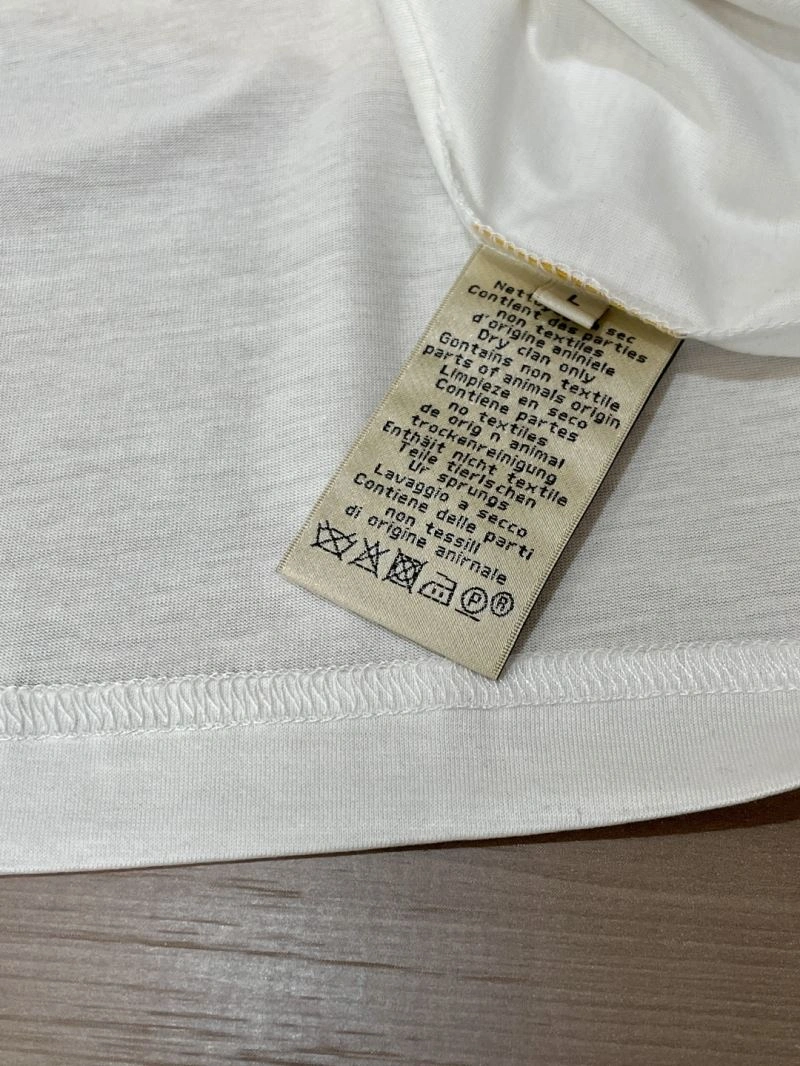 L
Netto sec
Contient des parties
non textiles
d'origine aniniele
Dry clan only
Gontains non textile
parts of animals origin
Limpieze en seco
Contiene partes
no textiles
de orig n animal
trockenreinigung
Enthält nicht textile
Teile tierischen
Ur sprungs
Lavaggio a secco
Contiene delle parti
non tessili
di origine anirnale
P R